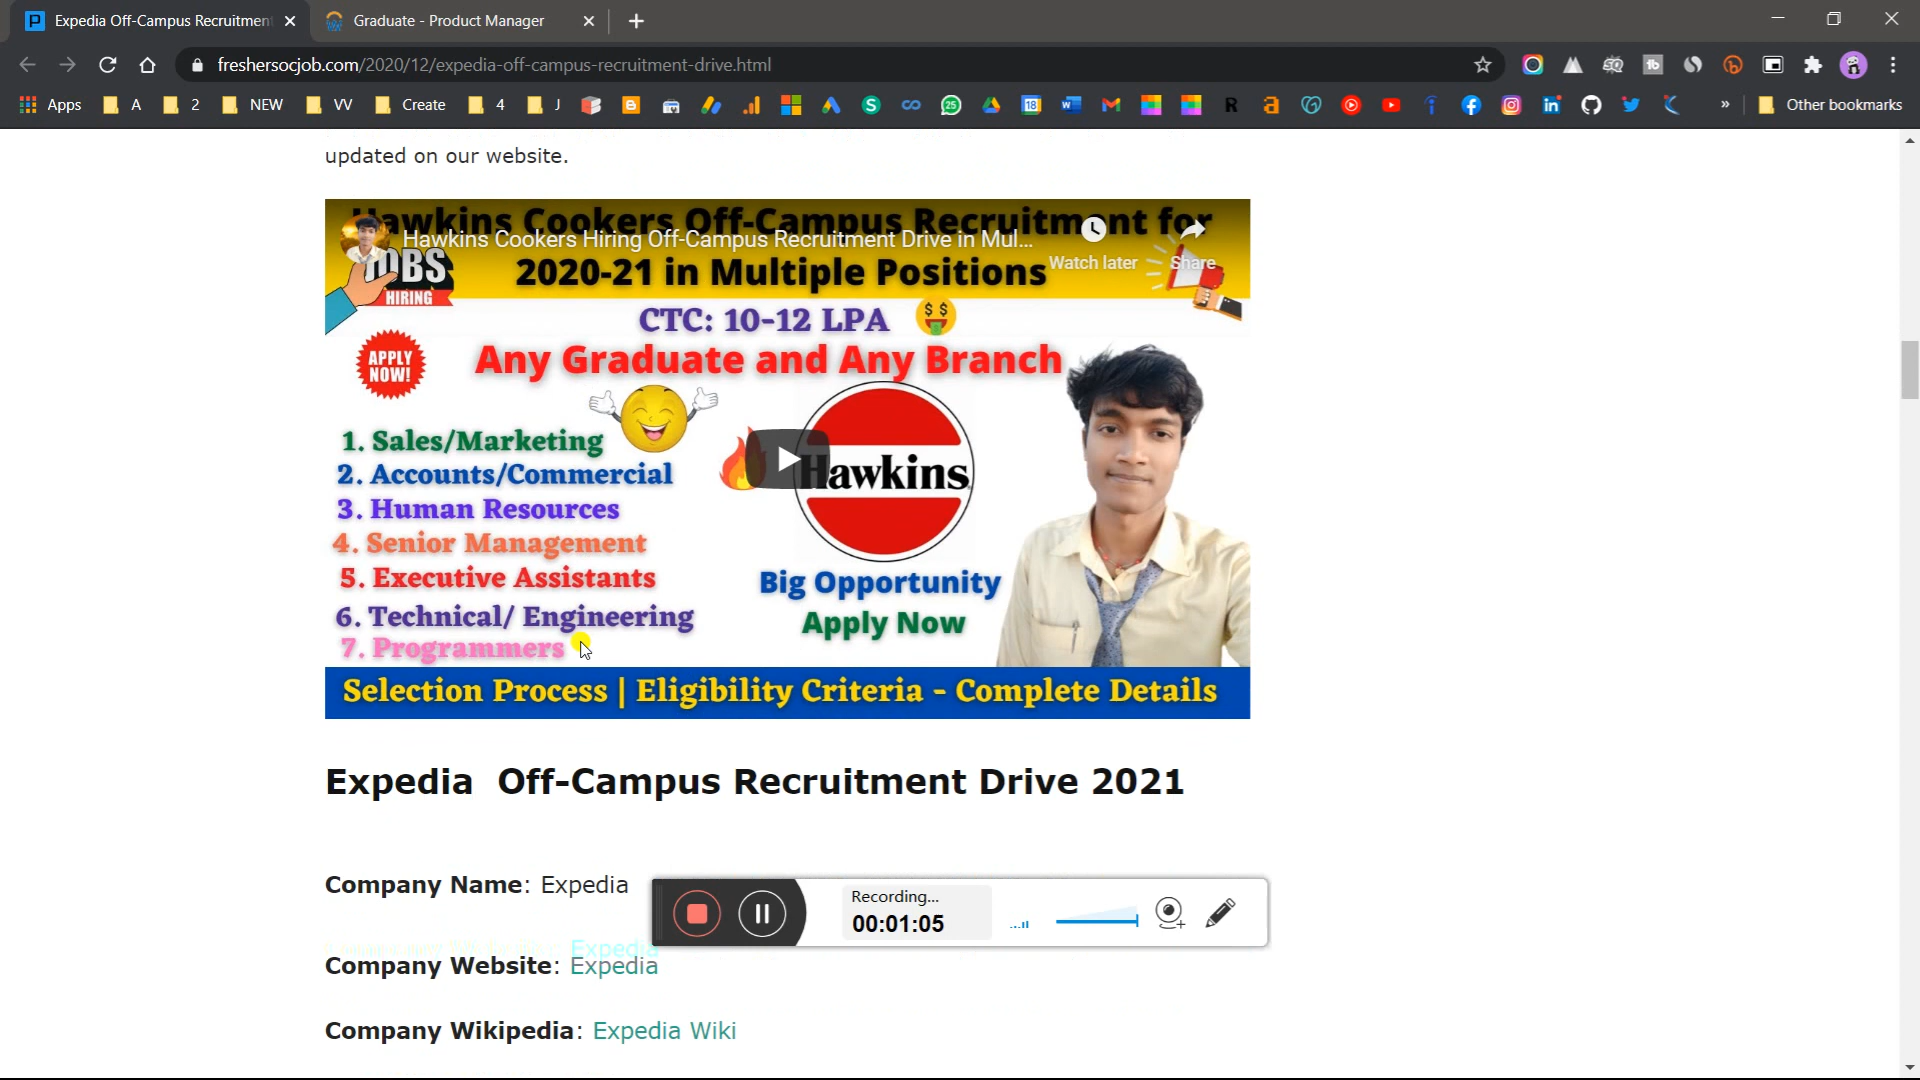 Expedia Off-Campus Recruitmen
Graduate - Product Manager
freshersocjob.com/2020/12/expedia-off-campus-recruitment-drive.html
Apps A 2 NEW VV Create 4 J Other bookmarks
updated on our website.
Hawkins Cookers Off-Campus Recruitment for
Hawkins Cookers Hiring Off-Campus Recruitment Drive in Mul...
Watch later
Share
2020-21 in Multiple Positions
JOBS
HIRING
CTC: 10-12 LPA
APPLY
NOW!
Any Graduate and Any Branch
1. Sales/Marketing
2. Accounts/Commercial
3. Human Resources
4. Senior Management
5. Executive Assistants
6. Technical/ Engineering
7. Programmers
Hawkins
Big Opportunity
Apply Now
Selection Process | Eligibility Criteria - Complete Details
Expedia Off-Campus Recruitment Drive 2021
Company Name: Expedia
Recording...
00:01:05
Company Website: Expedia
Company Wikipedia: Expedia Wiki